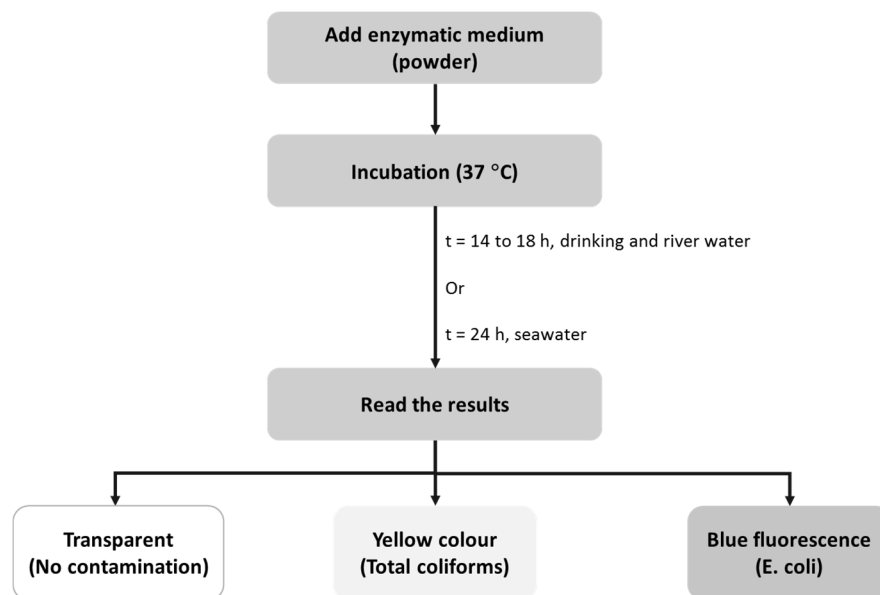 Add enzymatic medium
(powder)
Incubation (37 °C)
t = 14 to 18 h, drinking and river water
Or
t = 24 h, seawater
Read the results
Transparent
(No contamination)
Yellow colour
(Total coliforms)
Blue fluorescence
(E. coli)